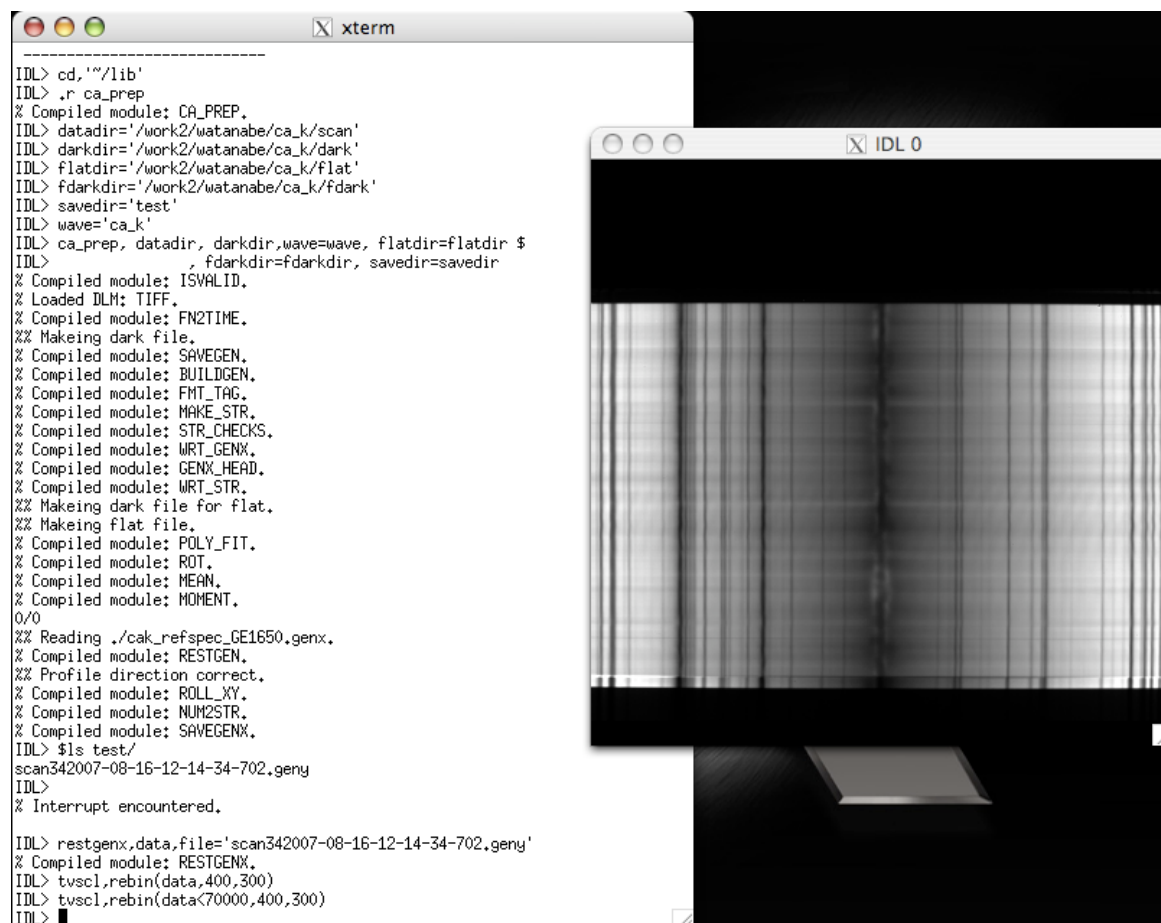 xterm
----------------------------
IDL> cd,'~/lib'
IDL> .r ca_prep
% Compiled module: CA_PREP.
IDL> datadir='/work2/watanabe/ca_k/scan'
IDL> darkdir='/work2/watanabe/ca_k/dark'
IDL> flatdir='/work2/watanabe/ca_k/flat'
IDL> fdarkdir='/work2/watanabe/ca_k/fdark'
IDL> savedir='test'
IDL> wave='ca_k'
IDL> ca_prep, datadir, darkdir,wave=wave, flatdir=flatdir $
IDL>                , fdarkdir=fdarkdir, savedir=savedir
% Compiled module: ISVALID.
% Loaded DLM: TIFF.
% Compiled module: FN2TIME.
%% Makeing dark file.
% Compiled module: SAVEGEN.
% Compiled module: BUILDGEN.
% Compiled module: FMT_TAG.
% Compiled module: MAKE_STR.
% Compiled module: STR_CHECKS.
% Compiled module: WRT_GENX.
% Compiled module: GENX_HEAD.
% Compiled module: WRT_STR.
%% Makeing dark file for flat.
%% Makeing flat file.
% Compiled module: POLY_FIT.
% Compiled module: ROT.
% Compiled module: MEAN.
% Compiled module: MOMENT.
0/0
%% Reading ./cak_refspec_GE1650.genx.
% Compiled module: RESTGEN.
%% Profile direction correct.
% Compiled module: ROLL_XY.
% Compiled module: NUM2STR.
% Compiled module: SAVEGENX.
IDL> $ls test/
scan342007-08-16-12-14-34-702.geny
IDL>
% Interrupt encountered.
IDL> restgenx,data,file='scan342007-08-16-12-14-34-702.geny'
% Compiled module: RESTGENX.
IDL> tvscl,rebin(data,400,300)
IDL> tvscl,rebin(data<70000,400,300)
IDL>
IDL 0